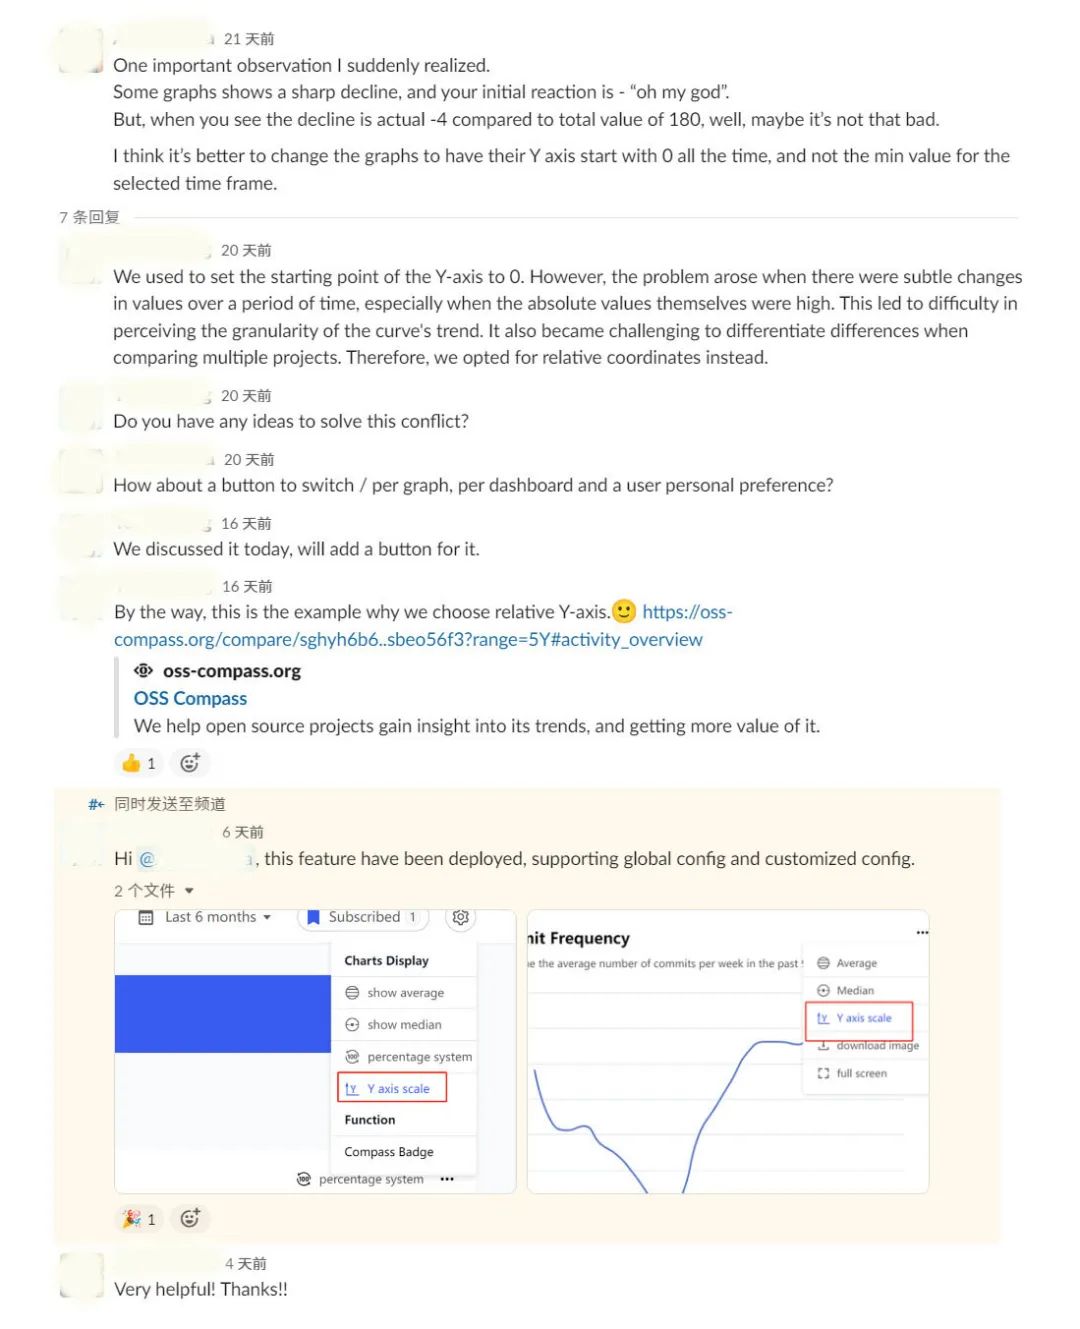 21 天前
One important observation I suddenly realized.
Some graphs shows a sharp decline, and your initial reaction is - “oh my god”.
But, when you see the decline is actual -4 compared to total value of 180, well, maybe it’s not that bad.
I think it’s better to change the graphs to have their Y axis start with 0 all the time, and not the min value for the
selected time frame.
7 条回复
20 天前
We used to set the starting point of the Y-axis to 0. However, the problem arose when there were subtle changes
in values over a period of time, especially when the absolute values themselves were high. This led to difficulty in
perceiving the granularity of the curve's trend. It also became challenging to differentiate differences when
comparing multiple projects. Therefore, we opted for relative coordinates instead.
20 天前
Do you have any ideas to solve this conflict?
20 天前
How about a button to switch / per graph, per dashboard and a user personal preference?
16 天前
We discussed it today, will add a button for it.
16 天前
By the way, this is the example why we choose relative Y-axis.🙂 https://oss-
compass.org/compare/sghyh6b6..sbeo56f3?range=5Y#activity_overview
oss-compass.org
OSS Compass
We help open source projects gain insight into its trends, and getting more value of it.
👍 1
同时发送至频道
6 天前
Hi @ , this feature have been deployed, supporting global config and customized config.
2 个文件
Last 6 months Subscribed 1
Charts Display
show average
show median
percentage system
Y axis scale
Function
Compass Badge
percentage system •••
nit Frequency •••
e the average number of commits per week in the past
Average
Median
Y axis scale
download image
full screen
🎉 1
4 天前
Very helpful! Thanks!!